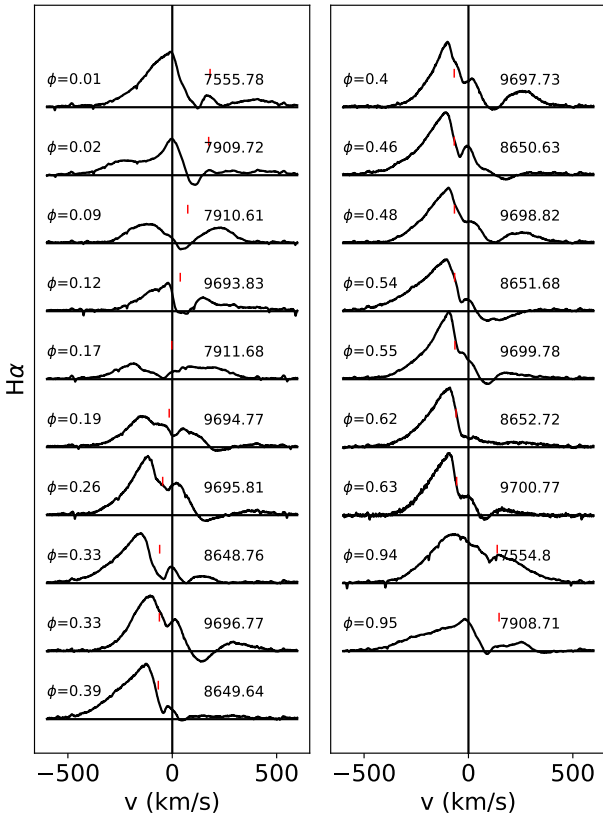 ϕ=0.01 7555.78
ϕ=0.02 7909.72
ϕ=0.09 7910.61
ϕ=0.12 9693.83
ϕ=0.17 7911.68
ϕ=0.19 9694.77
ϕ=0.26 9695.81
ϕ=0.33 8648.76
ϕ=0.33 9696.77
ϕ=0.39 8649.64
ϕ=0.4 9697.73
ϕ=0.46 8650.63
ϕ=0.48 9698.82
ϕ=0.54 8651.68
ϕ=0.55 9699.78
ϕ=0.62 8652.72
ϕ=0.63 9700.77
ϕ=0.94 7554.8
ϕ=0.95 7908.71
Hα
−500 0 500
−500 0 500
v (km/s)
v (km/s)